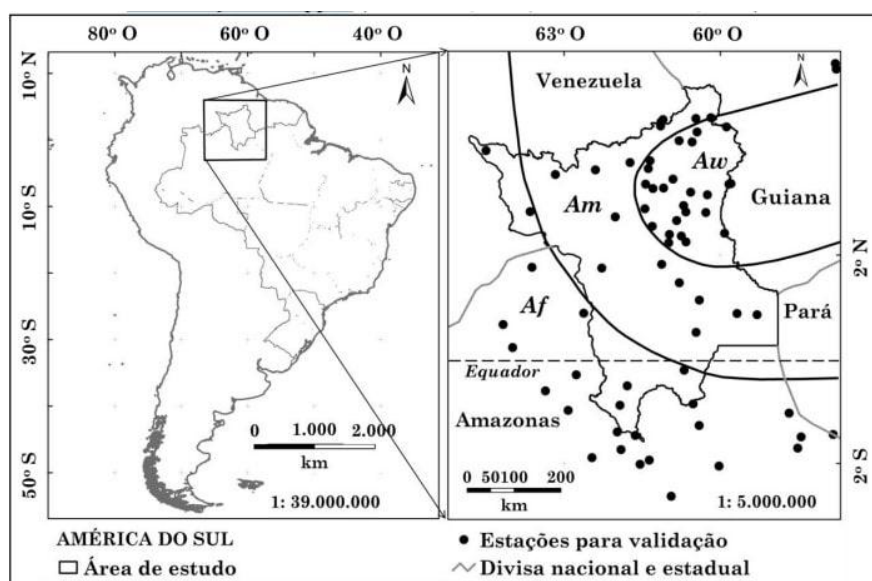 80º O 60º O 40º O
10º N
10º S
30º S
50º S
N
0 1.000 2.000
km
1: 39.000.000
63º O 60º O
N
Venezuela
Aw
Guiana
Am
2º N
Af
Pará
Equador
Amazonas
2º S
0 50100 200
km
1: 5.000.000
AMÉRICA DO SUL
Área de estudo
Estações para validação
Divisa nacional e estadual